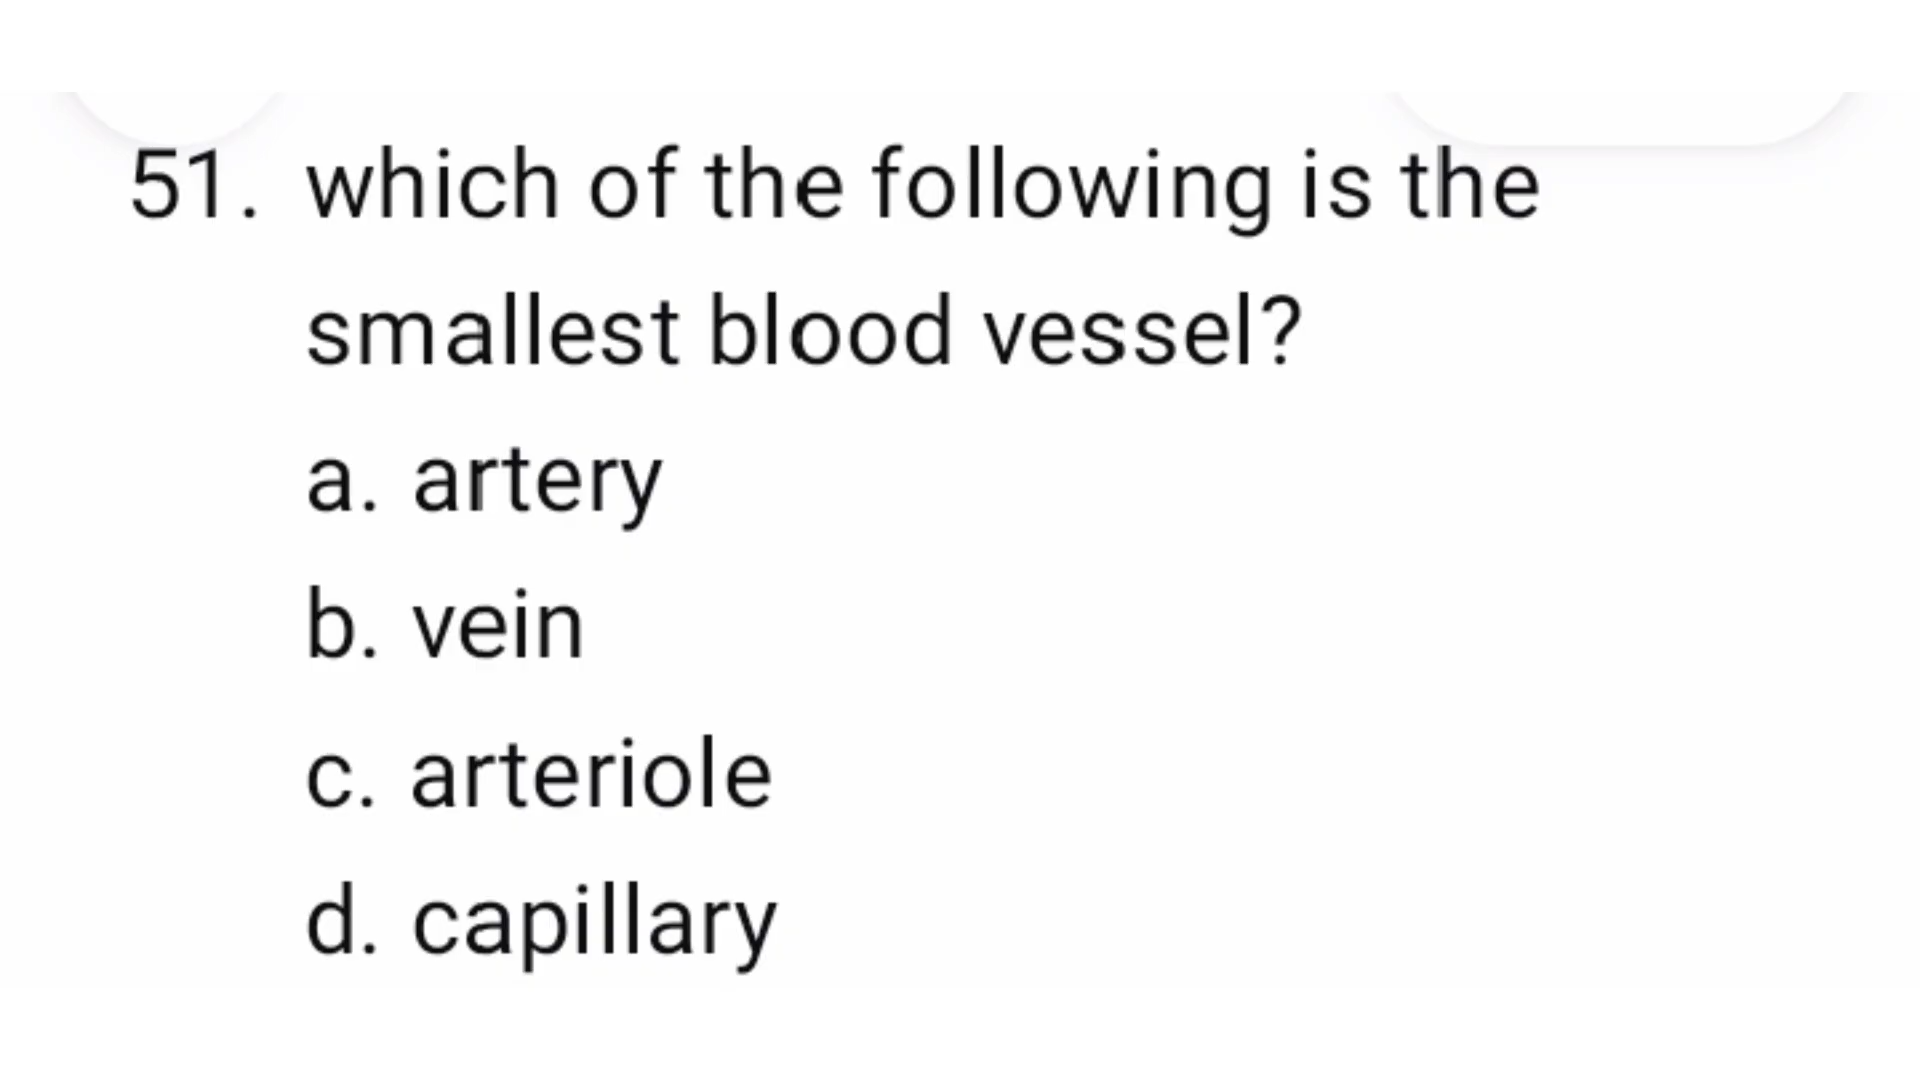 51. which of the following is the
smallest blood vessel?
a. artery
b. vein
c. arteriole
d. capillary